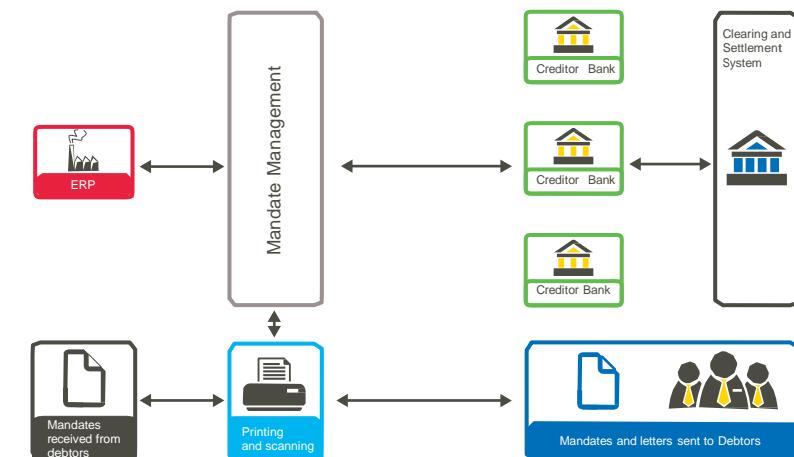 Clearing and
Settlement
System
Creditor Bank
Mandate Management
Creditor Bank
ERP
Creditor Bank
Mandates
received from
debtors
Printing
and scanning
Mandates and letters sent to Debtors